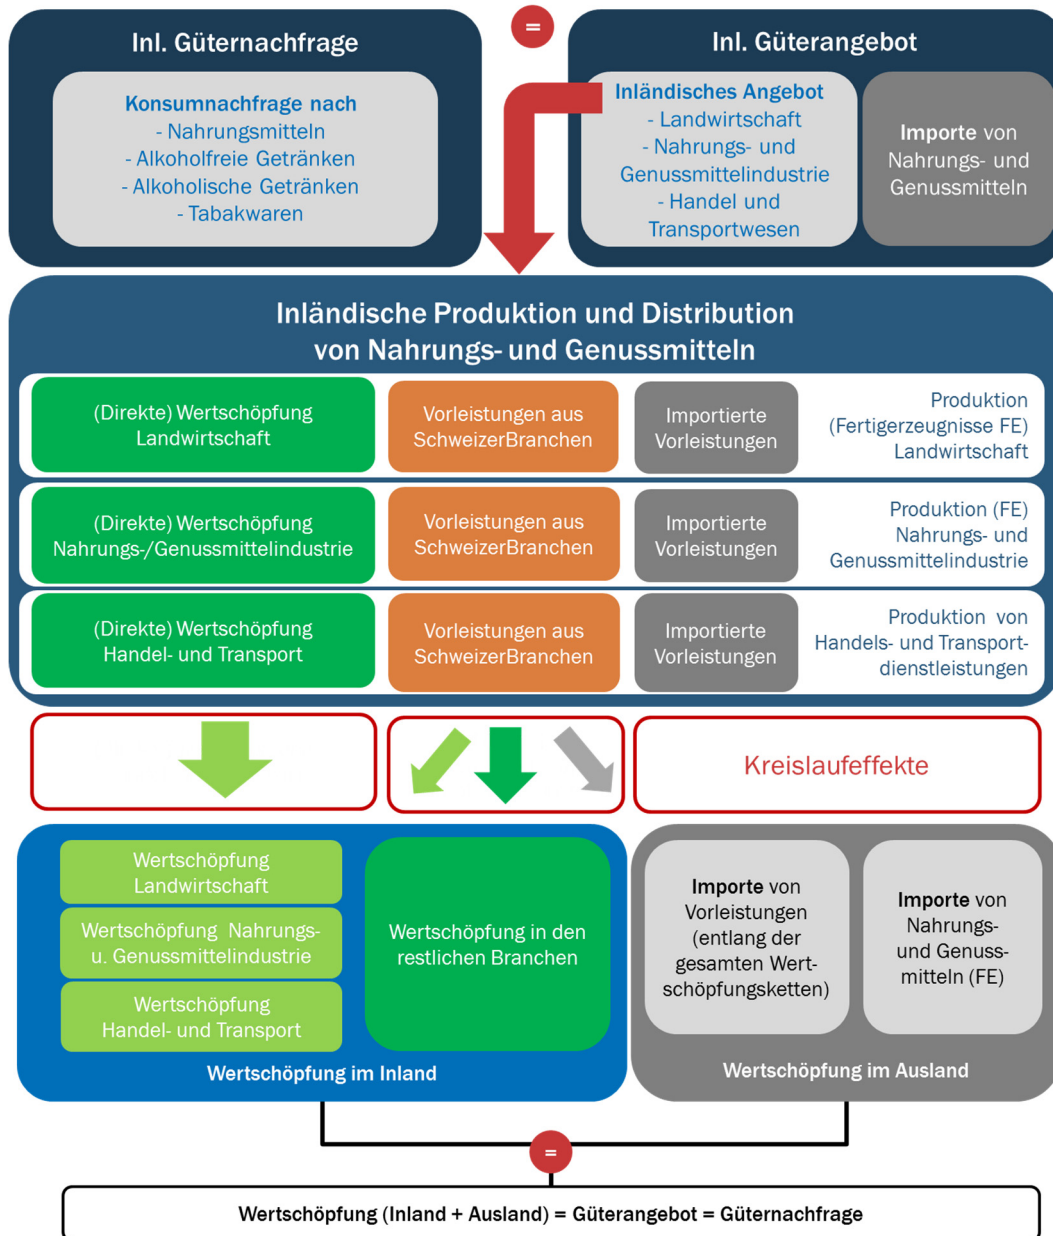 Inl. Güternachfrage
=
Inl. Güterangebot
Konsumnachfrage nach
- Nahrungsmitteln
- Alkoholfreie Getränken
- Alkoholische Getränken
- Tabakwaren
Inländisches Angebot
- Landwirtschaft
- Nahrungs- und
Genussmittelindustrie
- Handel und
Transportwesen
Importe von
Nahrungs- und
Genussmitteln
Inländische Produktion und Distribution
von Nahrungs- und Genussmitteln
(Direkte) Wertschöpfung
Landwirtschaft
Vorleistungen aus
SchweizerBranchen
Importierte
Vorleistungen
Produktion
(Fertigerzeugnisse FE)
Landwirtschaft
(Direkte) Wertschöpfung
Nahrungs-/Genussmittelindustrie
Vorleistungen aus
SchweizerBranchen
Importierte
Vorleistungen
Produktion (FE)
Nahrungs- und
Genussmittelindustrie
(Direkte) Wertschöpfung
Handel- und Transport
Vorleistungen aus
SchweizerBranchen
Importierte
Vorleistungen
Produktion von
Handels- und Transport-
dienstleistungen
Kreislaufeffekte
Wertschöpfung
Landwirtschaft
Wertschöpfung Nahrungs-
u. Genussmittelindustrie
Wertschöpfung
Handel- und Transport
Wertschöpfung in den
restlichen Branchen
Wertschöpfung im Inland
Importe von
Vorleistungen
(entlang der
gesamten Wert-
schöpfungsketten)
Importe von
Nahrungs-
und Genuss-
mitteln (FE)
Wertschöpfung im Ausland
=
Wertschöpfung (Inland + Ausland) = Güterangebot = Güternachfrage